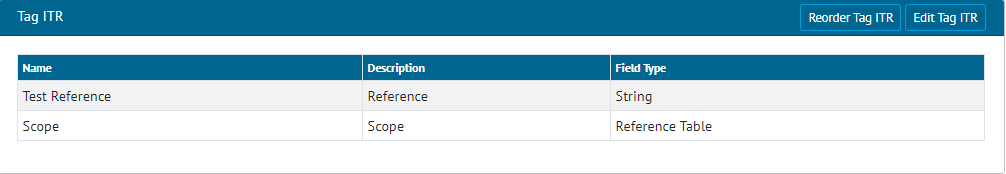 Tag ITR
Reorder Tag ITR Edit Tag ITR
Name Description Field Type
Test Reference Reference String
Scope Scope Reference Table